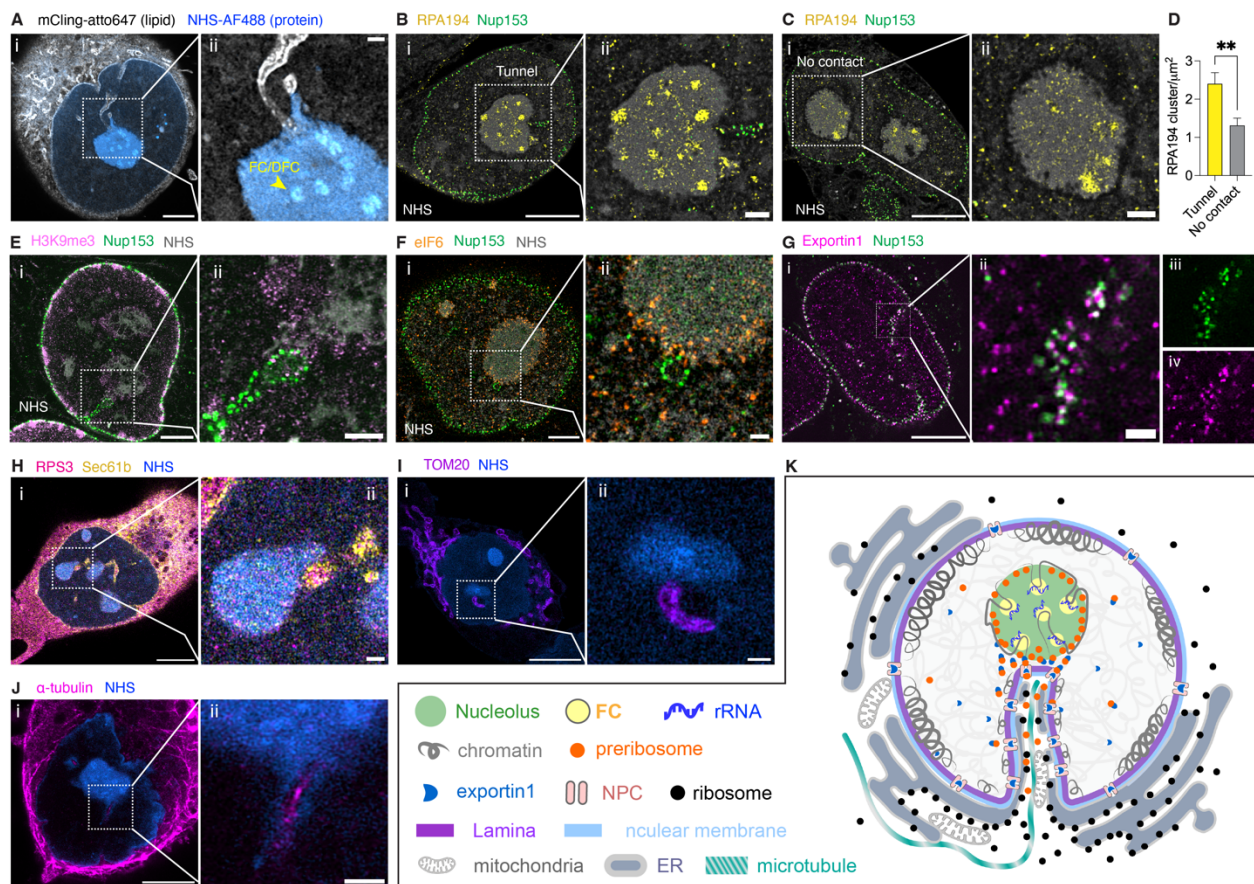 A mCling-atto647 (lipid) NHS-AF488 (protein)
i
ii
FC/DFC
B RPA194 Nup153
i
Tunnel
NHS
ii
C RPA194 Nup153
i
No contact
NHS
ii
D
**
RPA194 cluster/μm²
3
2
1
0
Tunnel
No contact
E H3K9me3 Nup153 NHS
i
NHS
ii
F eIF6 Nup153 NHS
i
NHS
ii
G Exportin1 Nup153
i
ii
iii
iv
H RPS3 Sec61b NHS
i
ii
I TOM20 NHS
i
ii
J α-tubulin NHS
i
ii
K
Nucleolus FC rRNA
chromatin preribosome
exportin1 NPC ribosome
Lamina nculear membrane
mitochondria ER microtubule